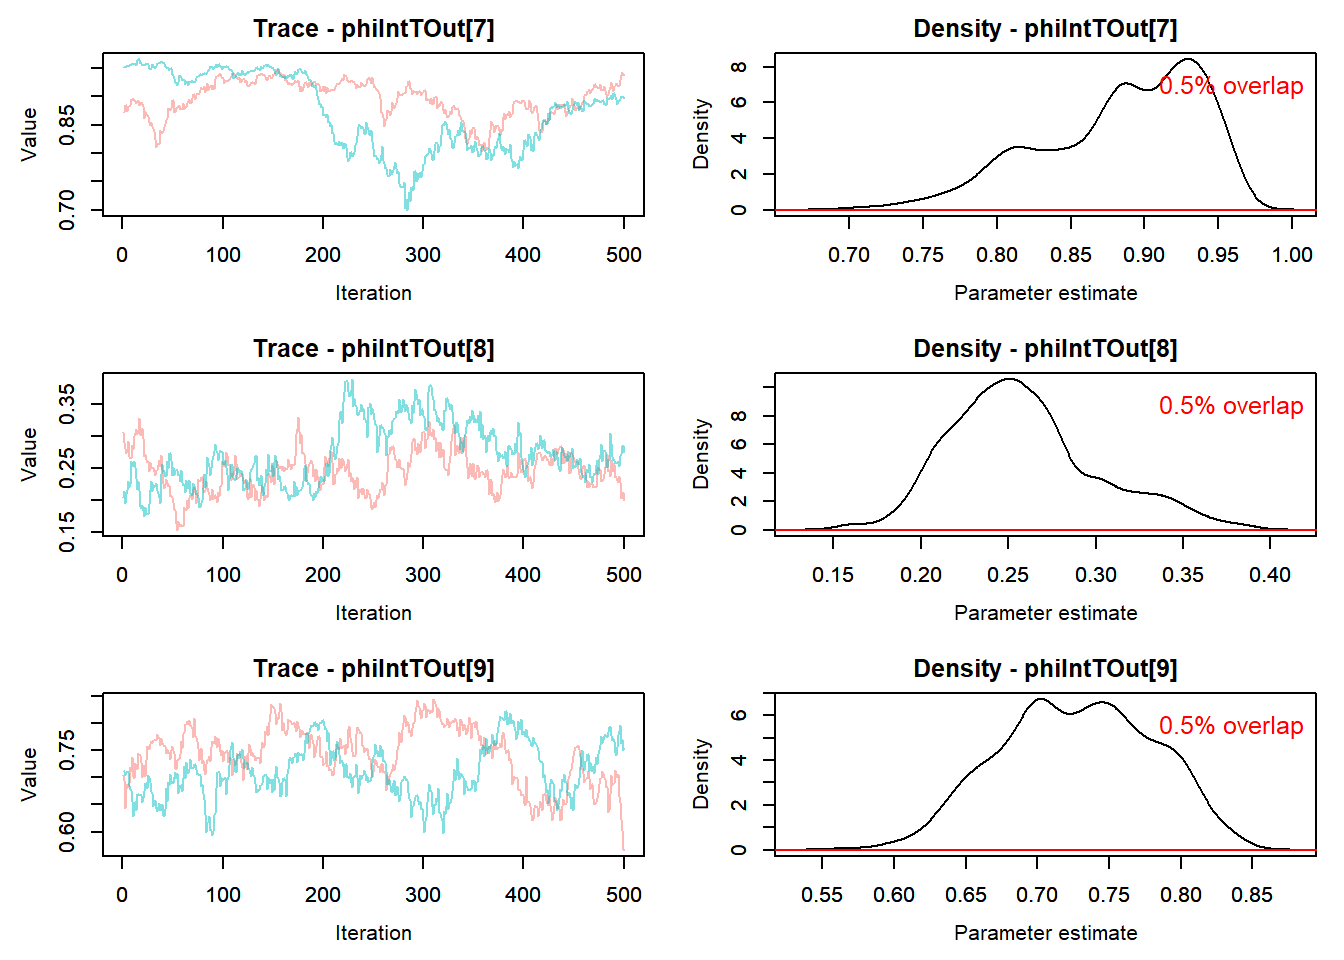 Trace - phiIntTOut[7]
Value
0.70 0.85
0 100 200 300 400 500
Iteration
Density - phiIntTOut[7]
0.5% overlap
Density
0 2 4 6 8
0.70 0.75 0.80 0.85 0.90 0.95 1.00
Parameter estimate
Trace - phiIntTOut[8]
Value
0.15 0.25 0.35
0 100 200 300 400 500
Iteration
Density - phiIntTOut[8]
0.5% overlap
Density
0 2 4 6 8
0.15 0.20 0.25 0.30 0.35 0.40
Parameter estimate
Trace - phiIntTOut[9]
Value
0.60 0.75
0 100 200 300 400 500
Iteration
Density - phiIntTOut[9]
0.5% overlap
Density
0 2 4 6
0.55 0.60 0.65 0.70 0.75 0.80 0.85
Parameter estimate